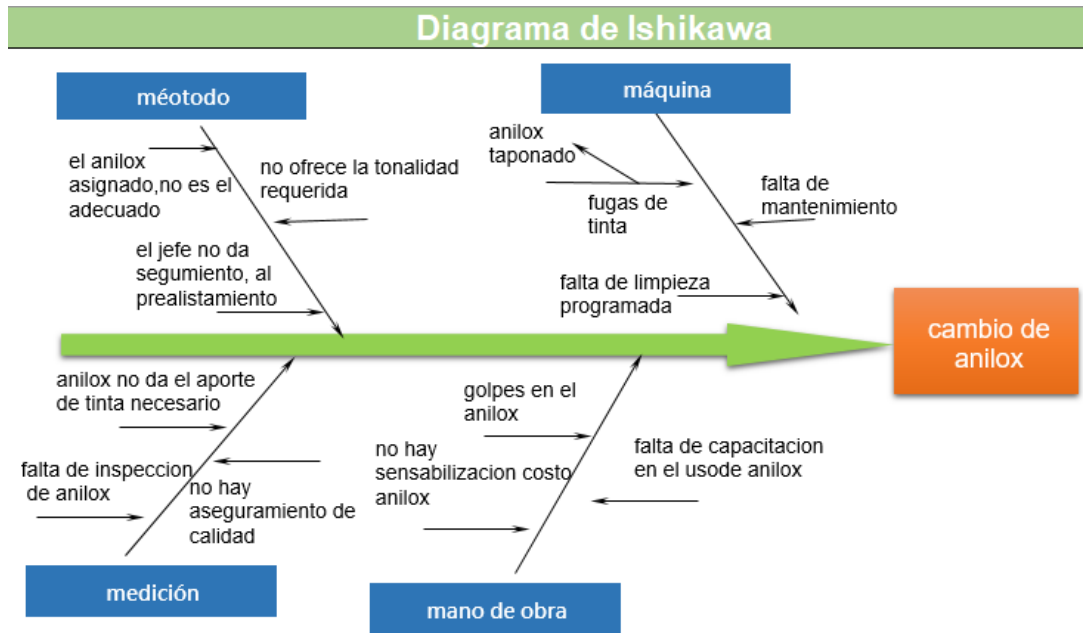 Diagrama de Ishikawa
méotodo
máquina
el anilox
asignado,no es el
adecuado
no ofrece la tonalidad
requerida
el jefe no da
segumiento, al
prealistamiento
anilox
taponado
fugas de
tinta
falta de
mantenimiento
falta de limpieza
programada
cambio de
anilox
anilox no da el aporte
de tinta necesario
falta de inspeccion
de anilox
no hay
aseguramiento de
calidad
golpes en el
anilox
no hay
sensabilizacion costo
anilox
falta de capacitacion
en el usode anilox
medición
mano de obra